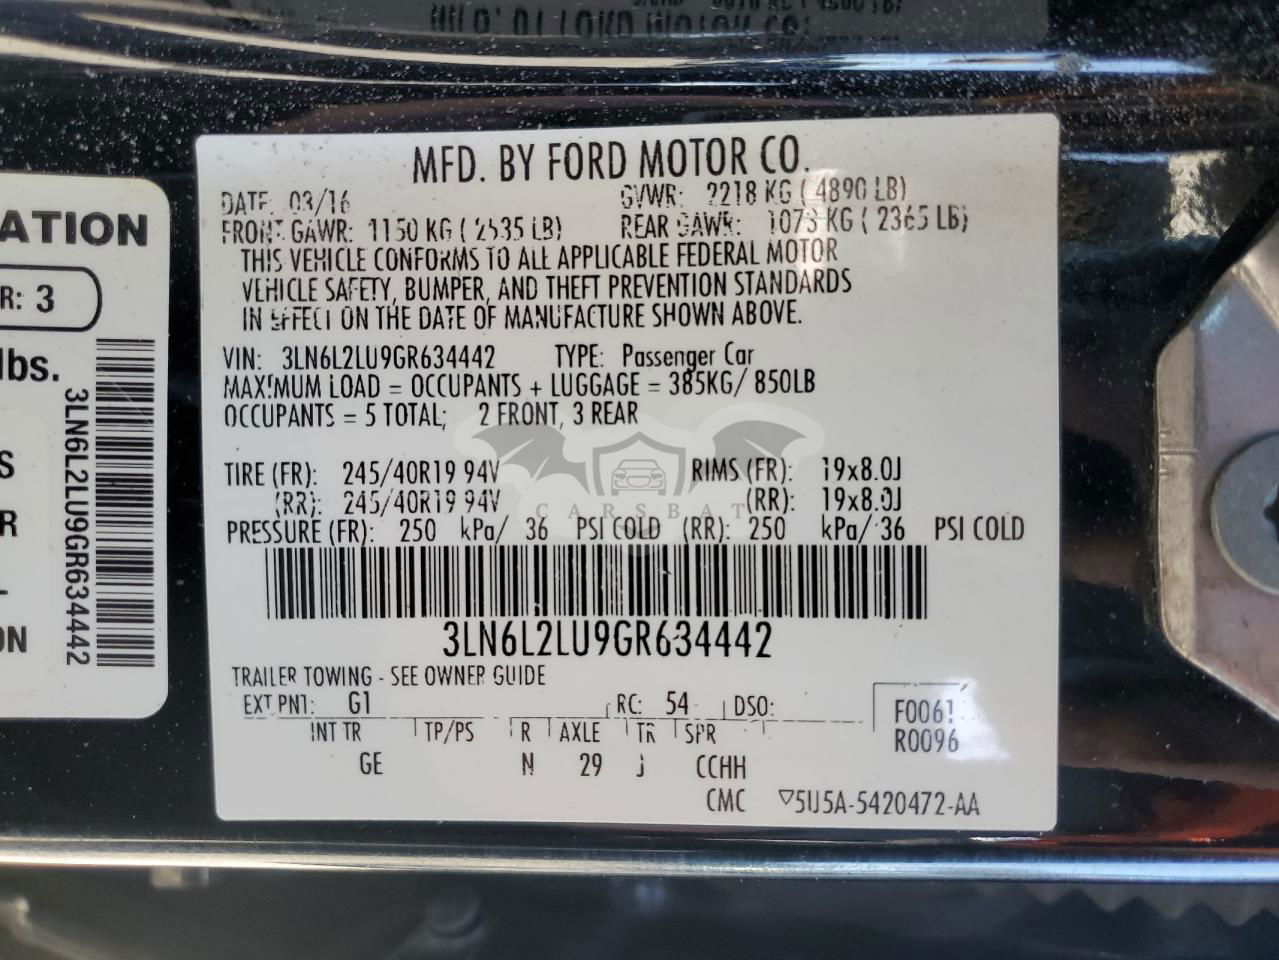 MFD. BY FORD MOTOR CO.
DATE: 03/16 GVWR: 2218 KG ( 4890 LB)
FRONT GAWR: 1150 KG ( 2535 LB) REAR GAWR: 1073 KG ( 2365 LB)
THIS VEHICLE CONFORMS TO ALL APPLICABLE FEDERAL MOTOR
VEHICLE SAFETY, BUMPER, AND THEFT PREVENTION STANDARDS
IN EFFECT ON THE DATE OF MANUFACTURE SHOWN ABOVE.
VIN: 3LN6L2LU9GR634442 TYPE: Passenger Car
MAXIMUM LOAD = OCCUPANTS + LUGGAGE = 385KG/ 850LB
OCCUPANTS = 5 TOTAL; 2 FRONT, 3 REAR
TIRE (FR): 245/40R19 94V RIMS (FR): 19x8.0J
(RR): 245/40R19 94V (RR): 19x8.0J
CARSBAT
PRESSURE (FR): 250 kPa/ 36 PSI COLD (RR): 250 kPa/ 36 PSI COLD
3LN6L2LU9GR634442
TRAILER TOWING - SEE OWNER GUIDE
EXT PNT: G1 RC: 54 DSO:
INT TR TP/PS R AXLE TR SPR
GE N 29 J CCHH
CMC ▽5U5A-5420472-AA
F0061
R0096
ATION
R: 3
lbs.
S
R
L
ON
3LN6L2LU9GR634442